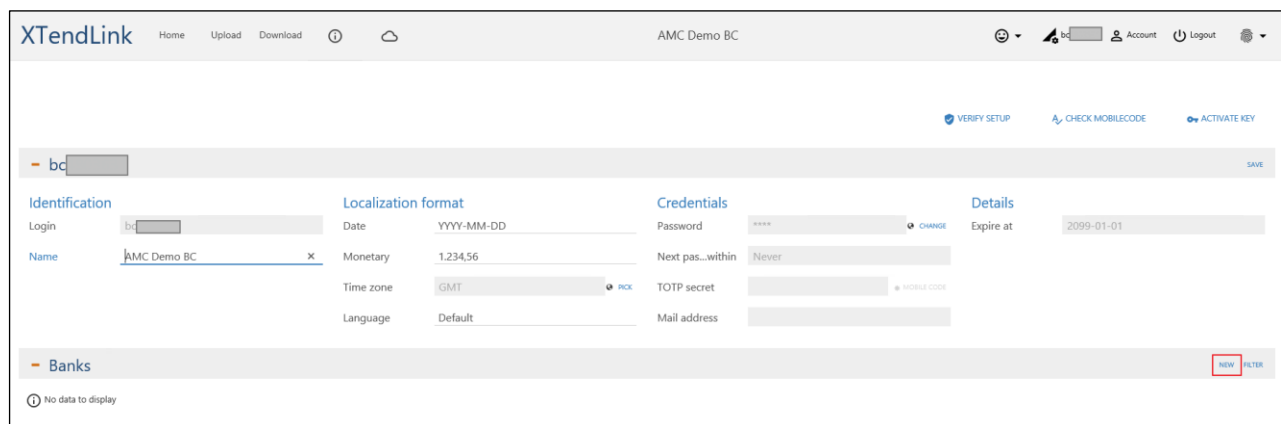 XTendLink Home Upload Download AMC Demo BC bc Account Logout
VERIFY SETUP CHECK MOBILECODE ACTIVATE KEY
bc SAVE
Identification Localization format Credentials Details
Login bc Date YYYY-MM-DD Password **** CHANGE Expire at 2099-01-01
Name AMC Demo BC Monetary 1.234,56 Next pas...within Never
Time zone GMT PICK TOTP secret MOBILE CODE
Language Default Mail address
Banks NEW FILTER
No data to display